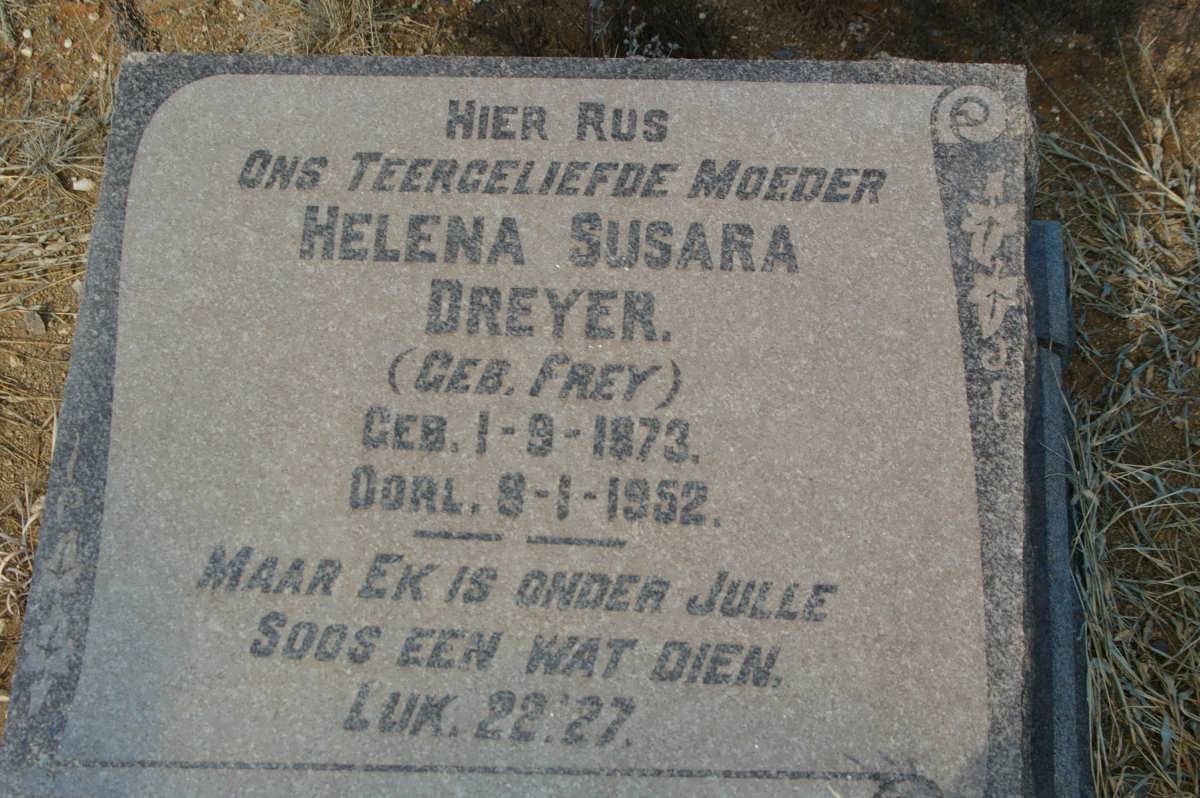 HIER RUS
ONS TEERGELIEFDE MOEDER
HELENA SUSARA
DREYER.
(GEB. FREY)
GEB. 1-9-1873.
OORL. 8-1-1952.
MAAR EK IS ONDER JULLE
SOOS EEN WAT DIEN.
LUK. 22:27.